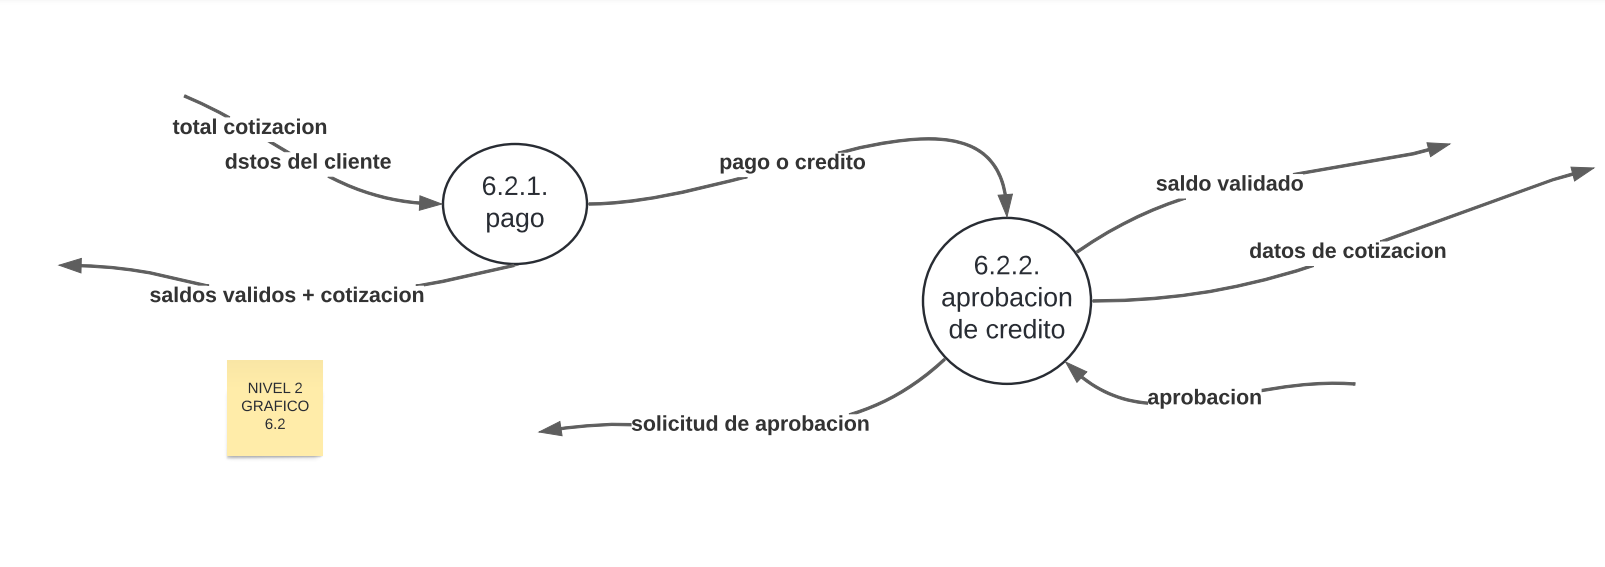 total cotizacion
dstos del cliente
6.2.1.
pago
pago o credito
saldo validado
datos de cotizacion
6.2.2.
aprobacion
de credito
saldos validos + cotizacion
aprobacion
solicitud de aprobacion
NIVEL 2
GRAFICO
6.2